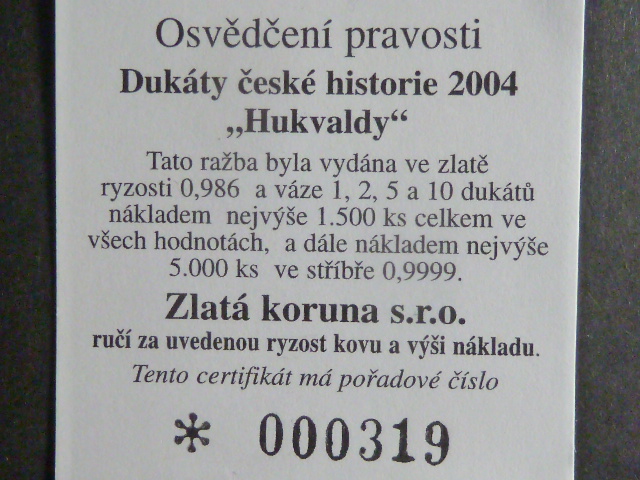 Osvědčení pravosti
Dukáty české historie 2004
„Hukvaldy“
Tato ražba byla vydána ve zlatě
ryzosti 0,986 a váze 1, 2, 5 a 10 dukátů
nákladem nejvýše 1.500 ks celkem ve
všech hodnotách, a dále nákladem nejvýše
5.000 ks ve stříbře 0,9999.
Zlatá koruna s.r.o.
ručí za uvedenou ryzost kovu a výši nákladu.
Tento certifikát má pořadové číslo
* 000319